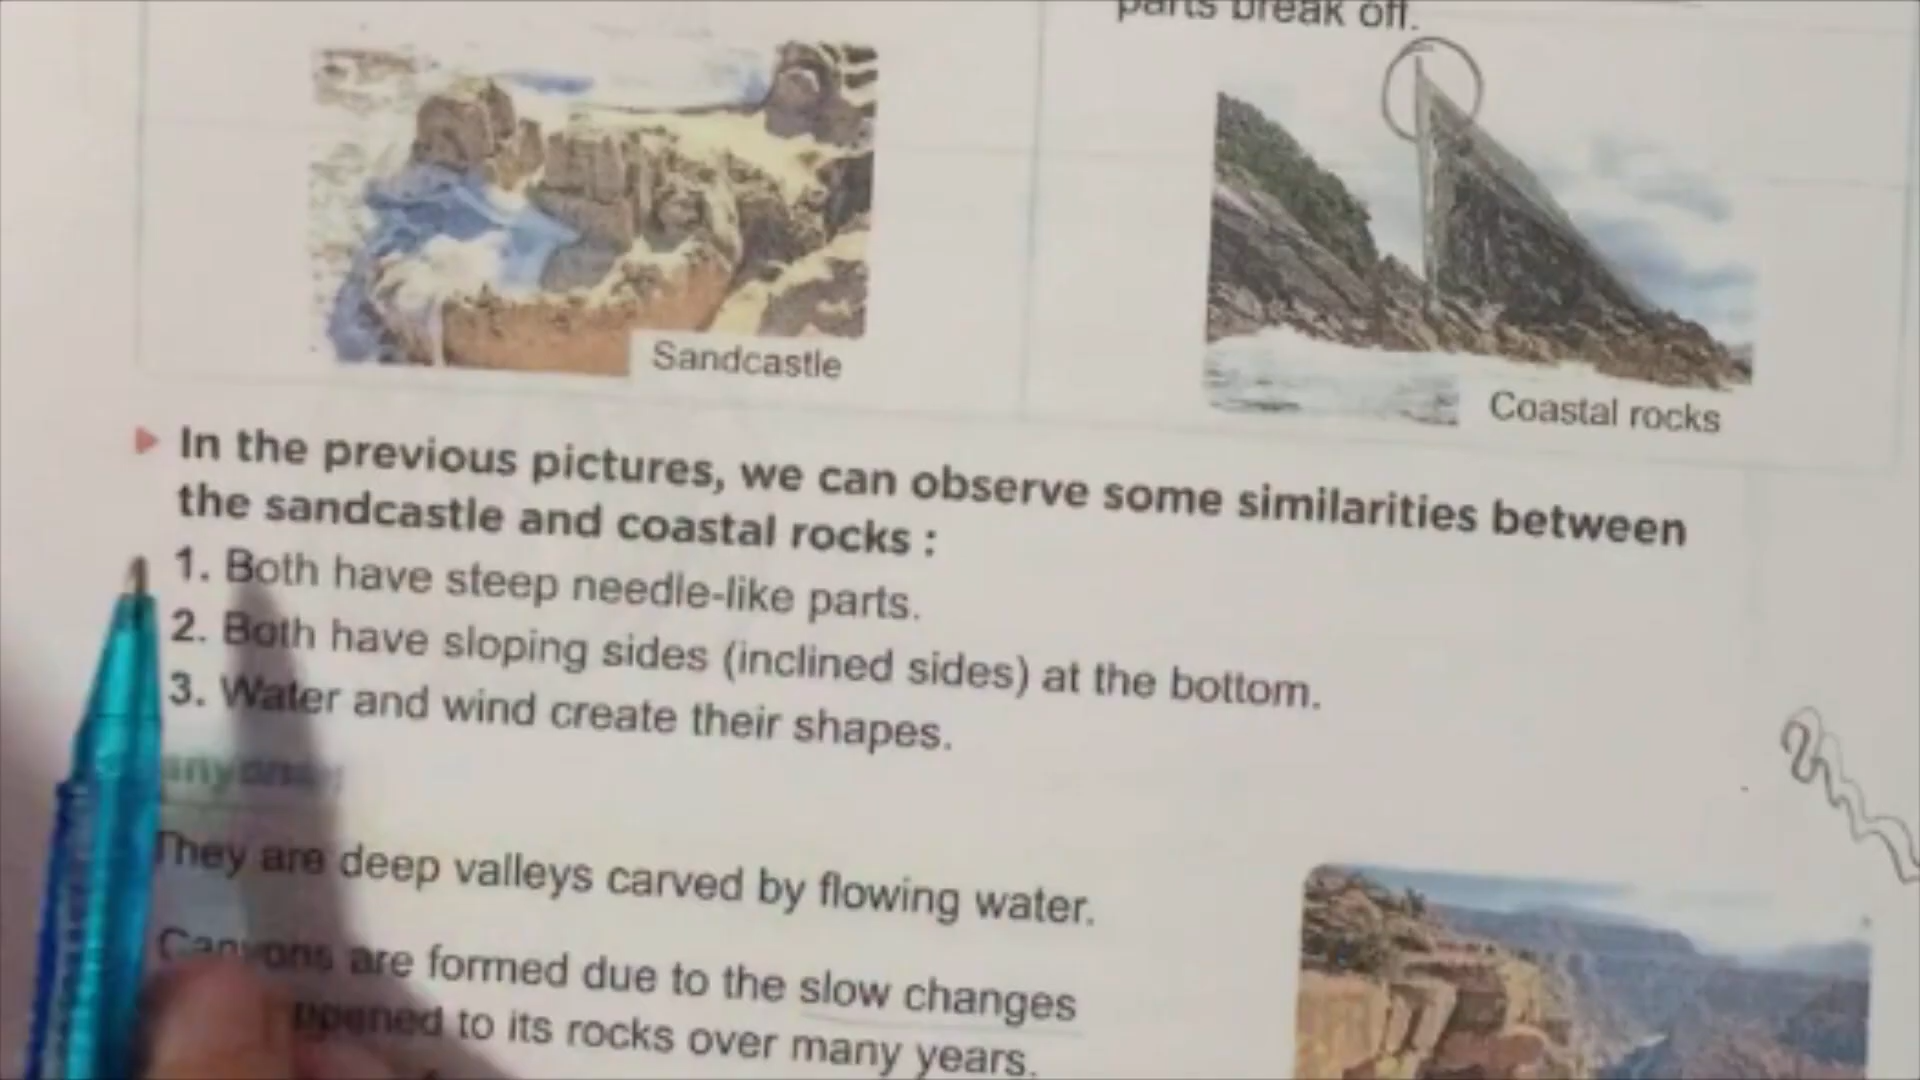 parts break off.
Sandcastle
Coastal rocks
In the previous pictures, we can observe some similarities between
the sandcastle and coastal rocks :
1. Both have steep needle-like parts.
2. Both have sloping sides (inclined sides) at the bottom.
3. Water and wind create their shapes.
They are deep valleys carved by flowing water.
Canyons are formed due to the slow changes
to its rocks over many years.